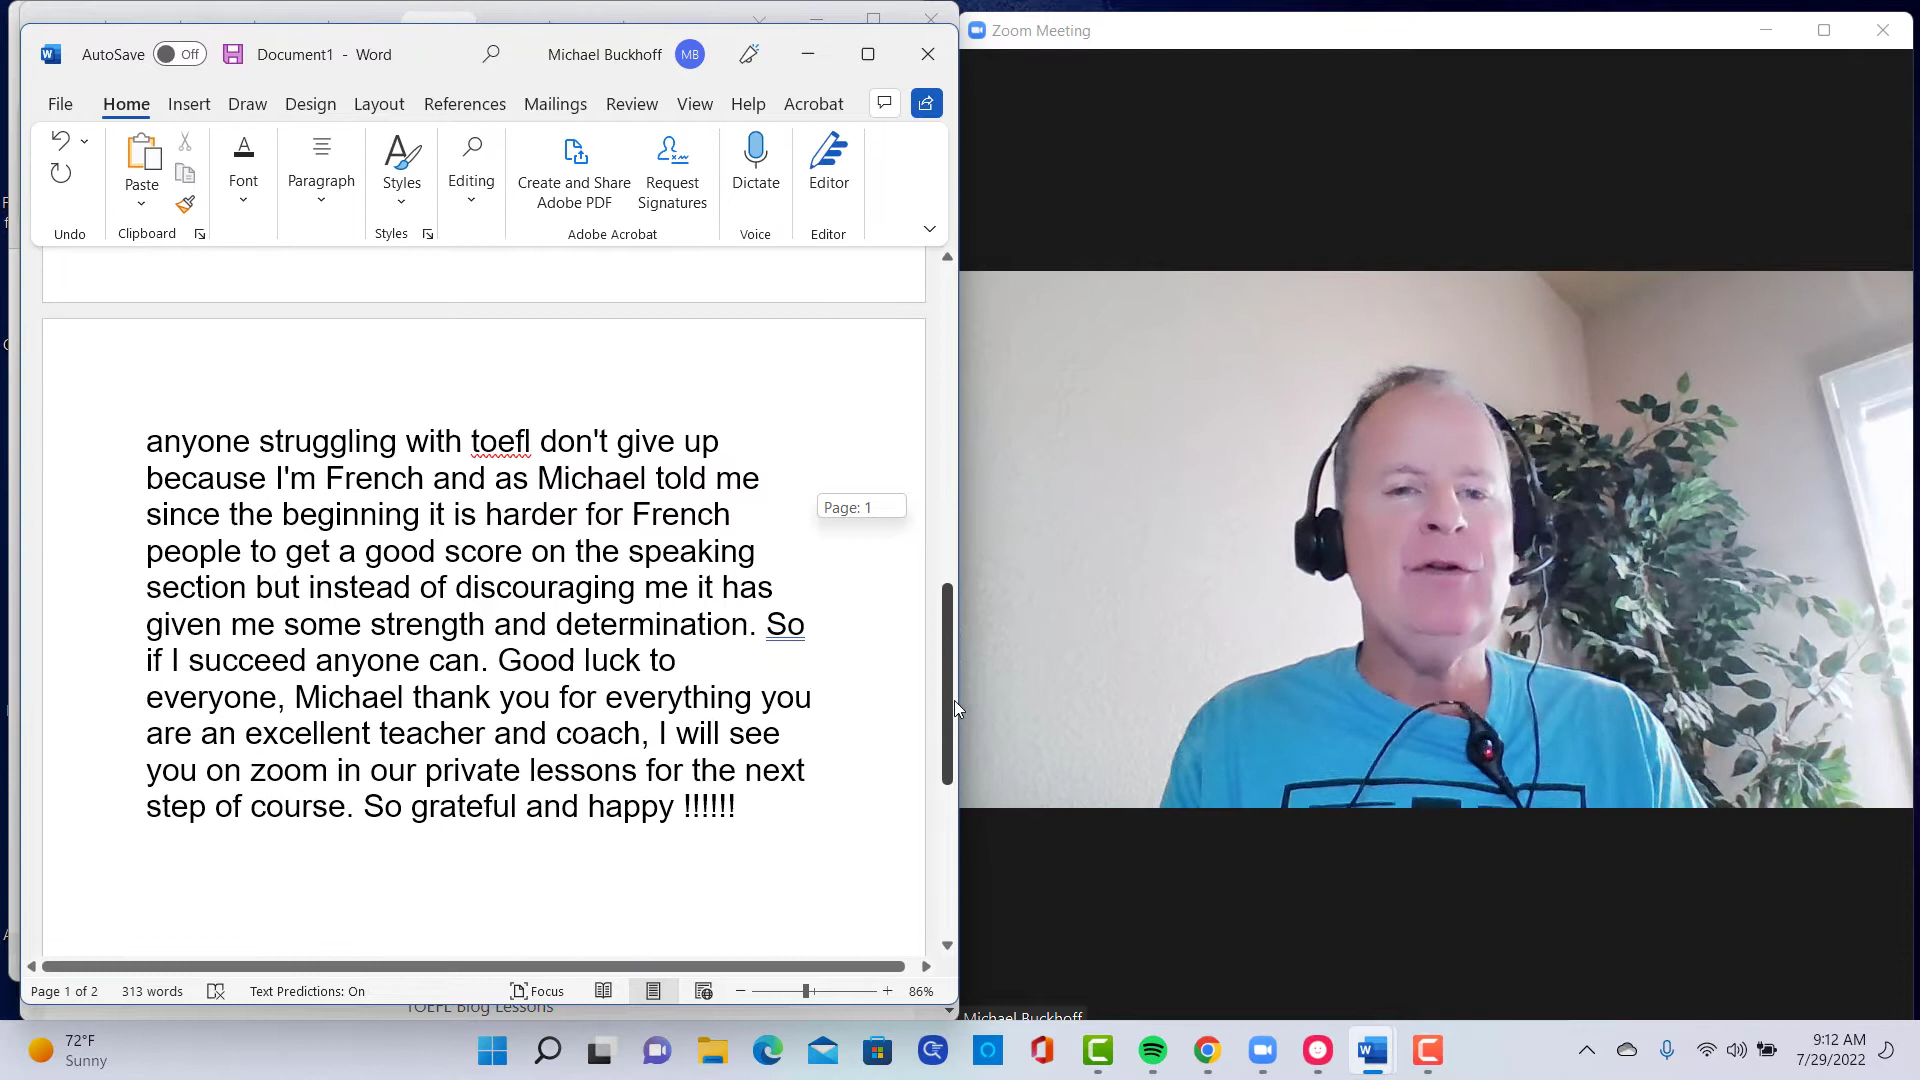 Zoom Meeting
AutoSave Off Document1 - Word Michael Buckhoff MB
File Home Insert Draw Design Layout References Mailings Review View Help Acrobat
Paste Font Paragraph Styles Editing Create and Share Adobe PDF Request Signatures Dictate Editor
Undo Clipboard Styles Adobe Acrobat Voice Editor
anyone struggling with toefl don't give up
because I'm French and as Michael told me
since the beginning it is harder for French
people to get a good score on the speaking
section but instead of discouraging me it has
given me some strength and determination. So
if I succeed anyone can. Good luck to
everyone, Michael thank you for everything you
are an excellent teacher and coach, I will see
you on zoom in our private lessons for the next
step of course. So grateful and happy !!!!!!
Page: 1
Page 1 of 2 313 words Text Predictions: On Focus 86%
TOEFL Blog Lessons
Michael Buckhoff
72°F
Sunny
9:12 AM
7/29/2022